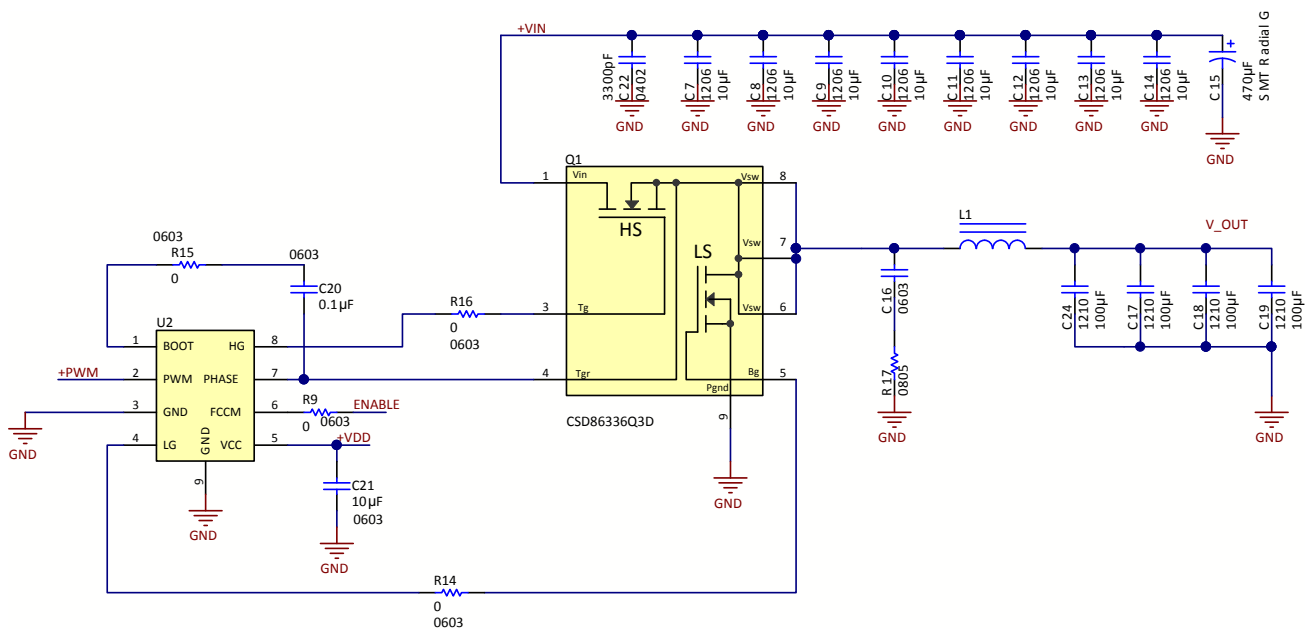 +VIN
3300pF
C22
0402
GND
C7
1206
10µF
GND
C8
1206
10µF
GND
C9
1206
10µF
GND
C10
1206
10µF
GND
C11
1206
10µF
GND
C12
1206
10µF
GND
C13
1206
10µF
GND
C14
1206
10µF
GND
+
C15
470µF
SMT Radial G
GND
Q1
1
Vin
Vsw
8
HS
LS
Vsw
7
3
Tg
Vsw
6
4
Tgr
Bg
5
Pgnd
9
CSD86336Q3D
GND
0603
R15
0
0603
C20
0.1µF
R16
0
0603
U2
1
BOOT
HG
8
+PWM
2
PWM
PHASE
7
3
GND
FCCM
6
R9
0
0603
ENABLE
GND
4
LG
GND
VCC
5
+VDD
9
GND
C21
10µF
0603
GND
R14
0
0603
C16
0603
R17
0805
GND
L1
V_OUT
C24
1210
100µF
C17
1210
100µF
C18
1210
100µF
C19
1210
100µF
GND